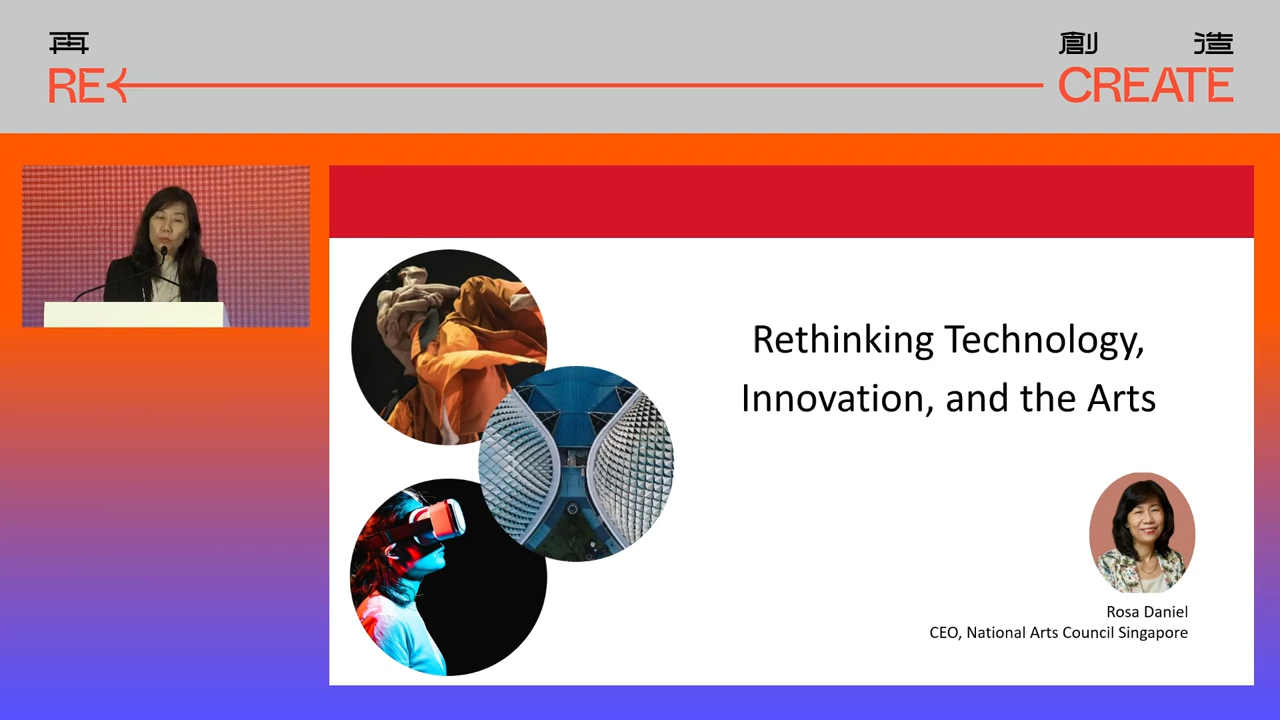 再 創 造
RE CREATE
Rethinking Technology,
Innovation, and the Arts
Rosa Daniel
CEO, National Arts Council Singapore